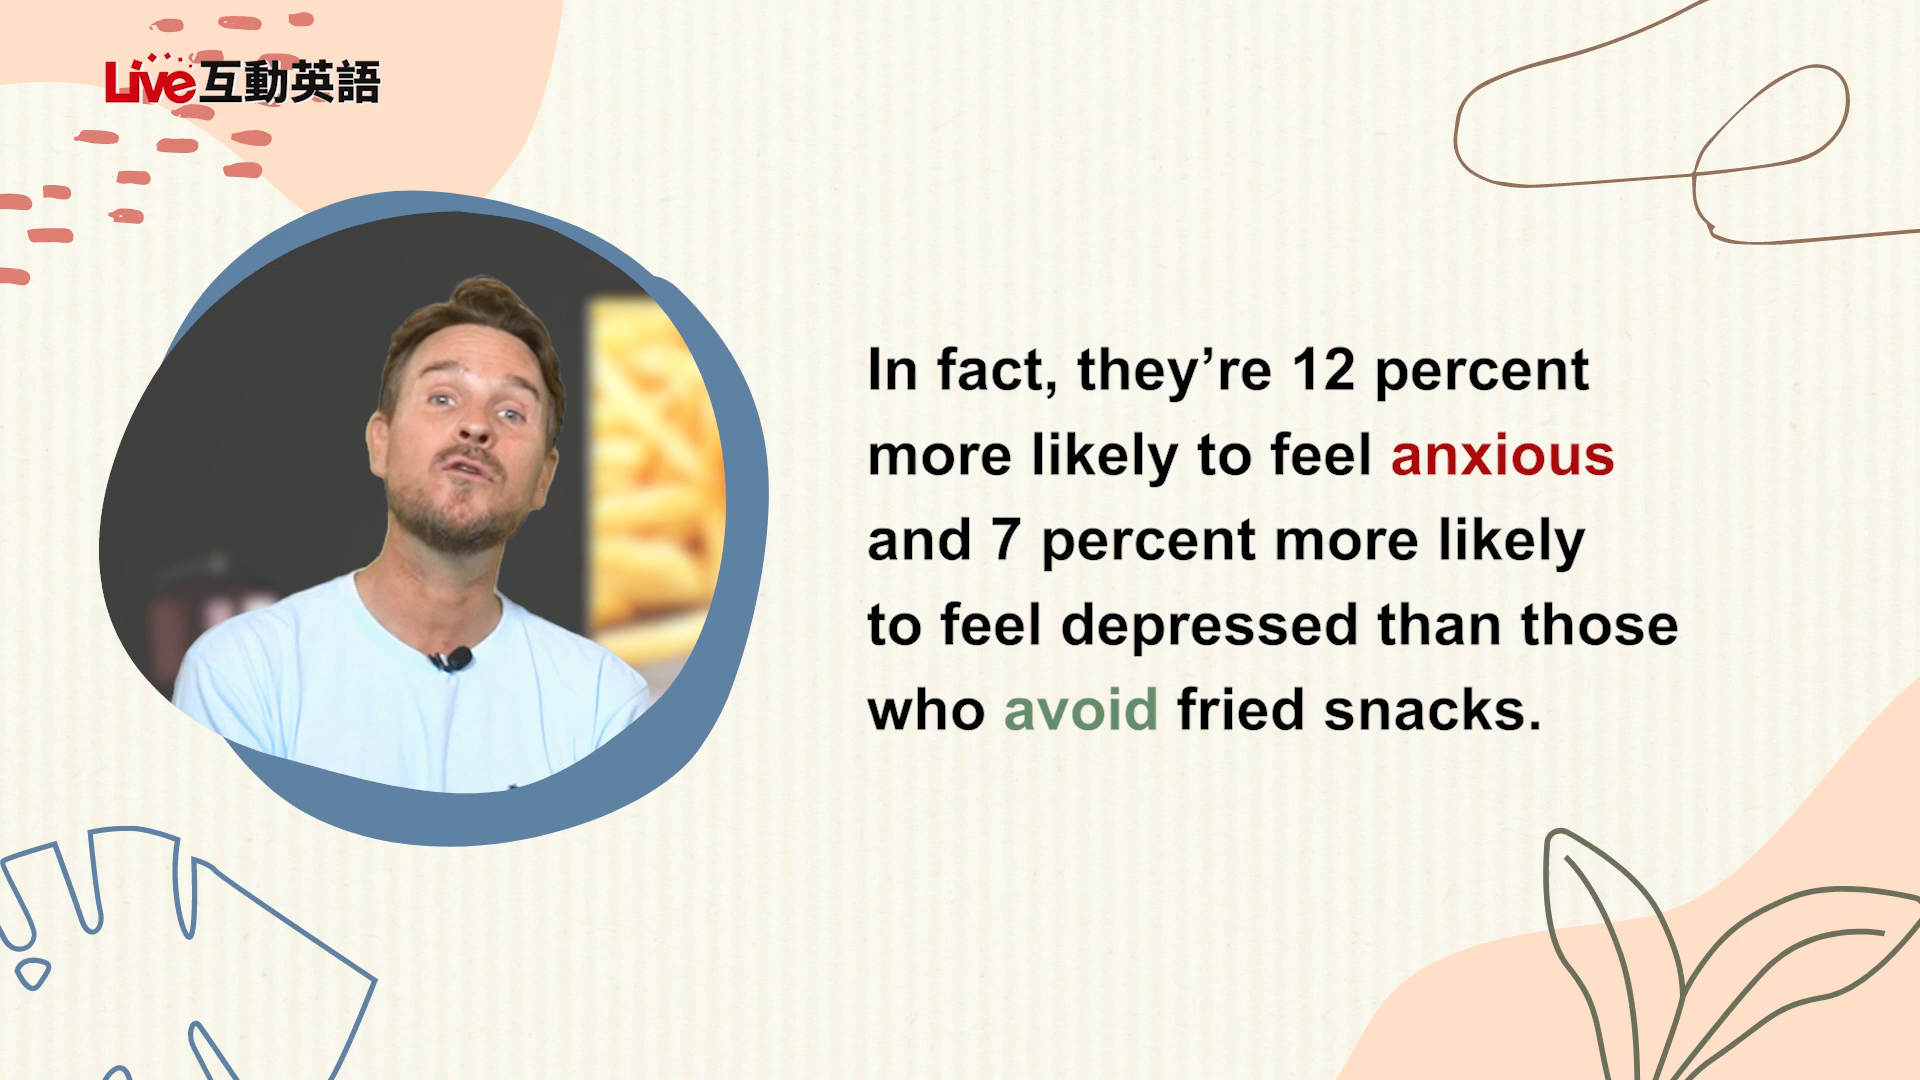 Live互動英語
In fact, they’re 12 percent
more likely to feel anxious
and 7 percent more likely
to feel depressed than those
who avoid fried snacks.